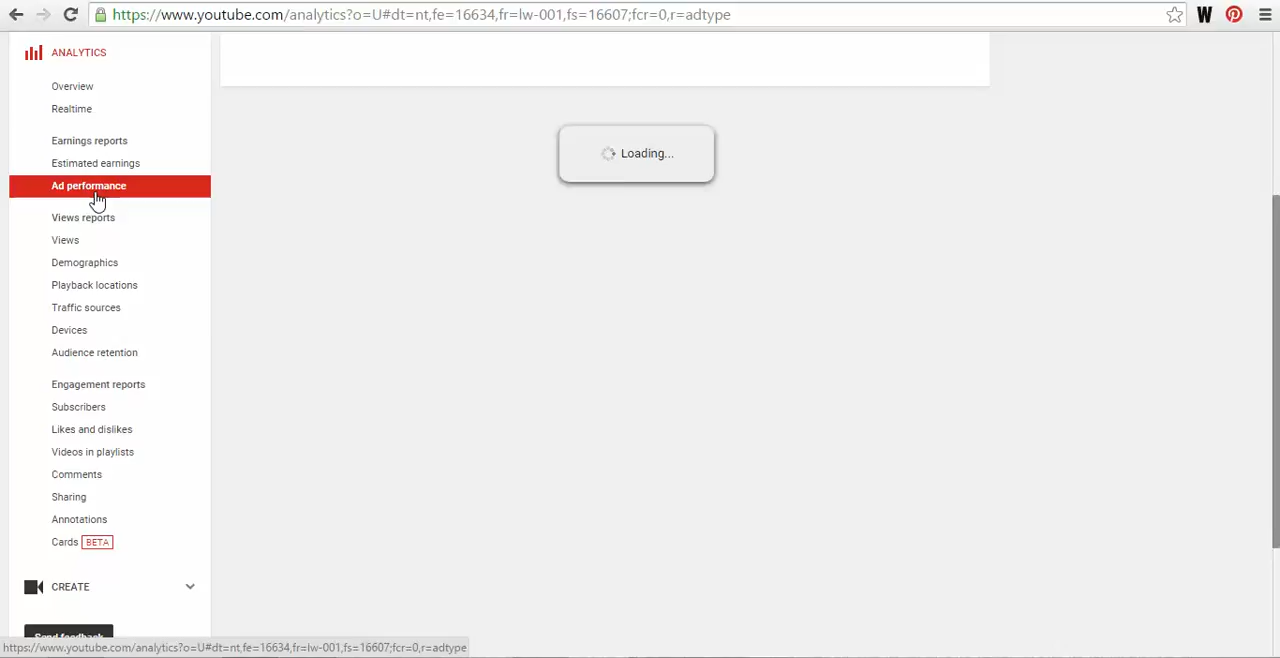 https://www.youtube.com/analytics?o=U#dt=nt,fe=16634,fr=lw-001,fs=16607;fcr=0,r=adtype
W
ANALYTICS
Overview
Realtime
Earnings reports
Estimated earnings
Ad performance
Views reports
Views
Demographics
Playback locations
Traffic sources
Devices
Audience retention
Engagement reports
Subscribers
Likes and dislikes
Videos in playlists
Comments
Sharing
Annotations
Cards BETA
CREATE
Send feedback
https://www.youtube.com/analytics?o=U#dt=nt,fe=16634,fr=lw-001,fs=16607;fcr=0,r=adtype
Loading...